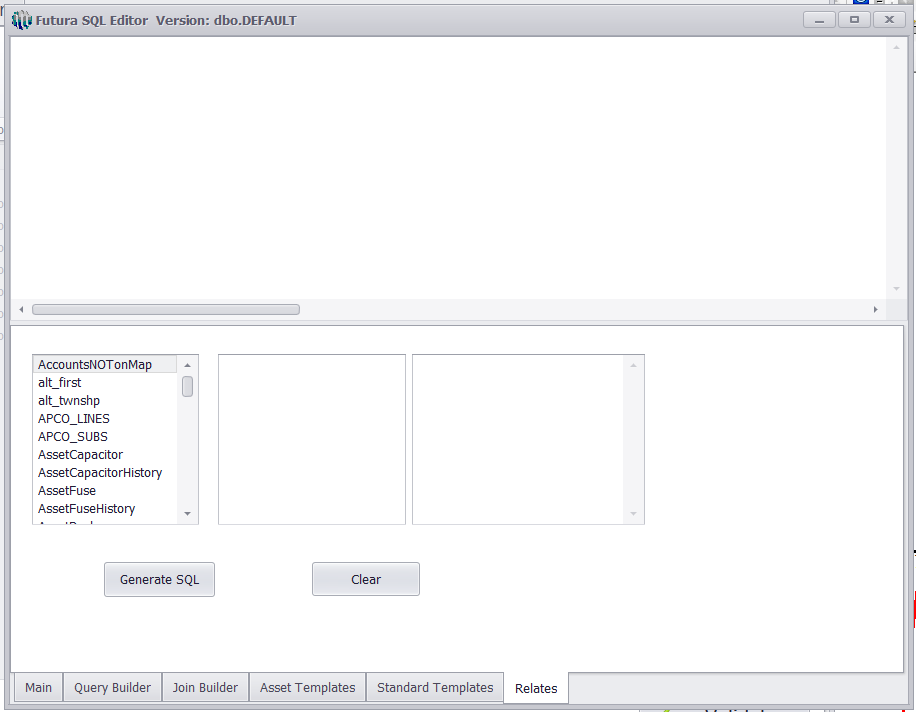 Futura SQL Editor Version: dbo.DEFAULT
AccountsNOTonMap
alt_first
alt_twnshp
APCO_LINES
APCO_SUBS
AssetCapacitor
AssetCapacitorHistory
AssetFuse
AssetFuseHistory
Generate SQL
Clear
Main
Query Builder
Join Builder
Asset Templates
Standard Templates
Relates